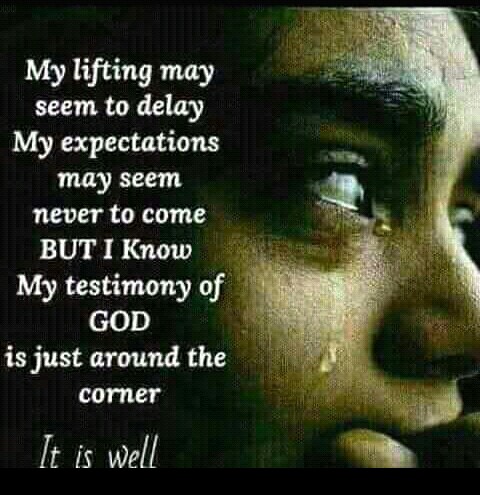 My lifting may
seem to delay
My expectations
may seem
never to come
BUT I Know
My testimony of
GOD
is just around the
corner
It is well